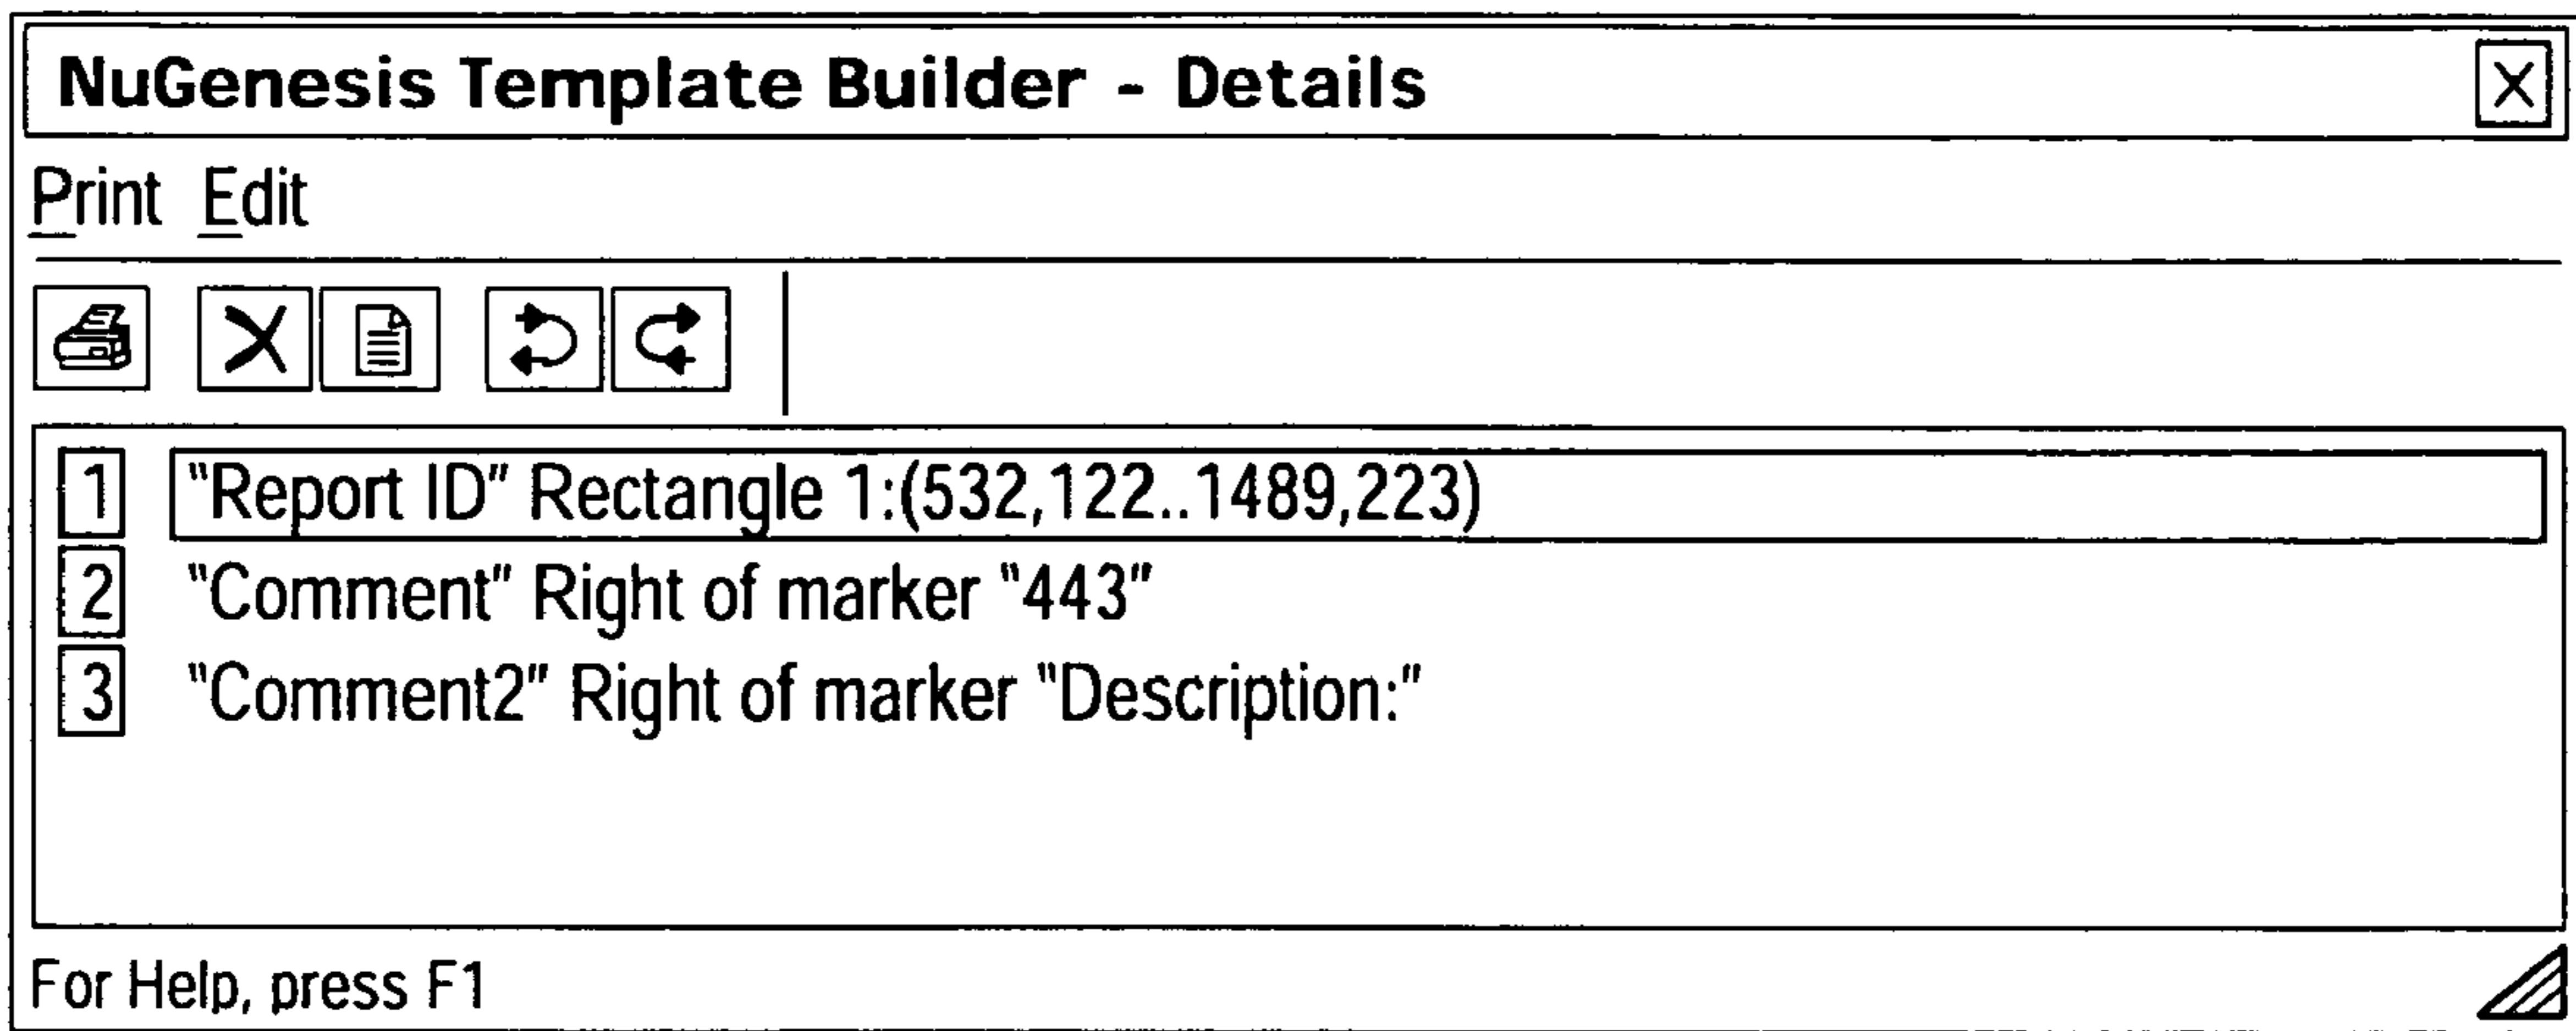 NuGenesis Template Builder - Details
Print Edit
1 "Report ID" Rectangle 1:(532,122..1489,223)
2 "Comment" Right of marker "443"
3 "Comment2" Right of marker "Description:"
For Help, press F1